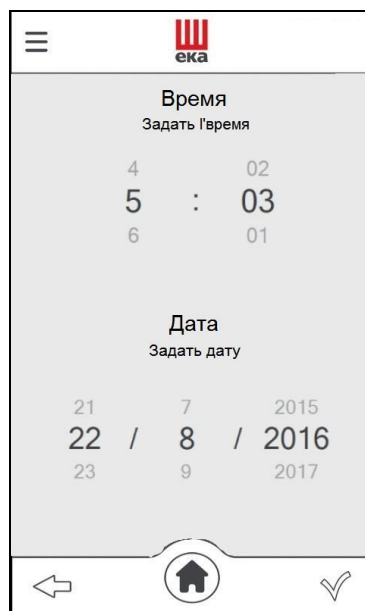 ека
Время
Задать l'время
4 02
5 : 03
6 01
Дата
Задать дату
21 7 2015
22 / 8 / 2016
23 9 2017